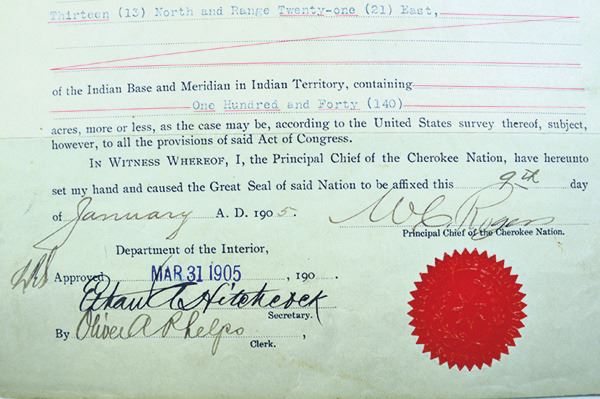 Thirteen (13) North and Range Twenty-one (21) East,
of the Indian Base and Meridian in Indian Territory, containing
One Hundred and Forty (140)
acres, more or less, as the case may be, according to the United States survey thereof, subject,
however, to all the provisions of said Act of Congress.
In Witness Whereof, I, the Principal Chief of the Cherokee Nation, have hereunto
set my hand and caused the Great Seal of said Nation to be affixed this 9th day
of January A. D. 1905.
W C Rogers
Principal Chief of the Cherokee Nation.
Department of the Interior,
Approved MAR 31 1905, 190 .
Ethan A Hitchcock
Secretary.
By Oliver A Phelps,
Clerk.